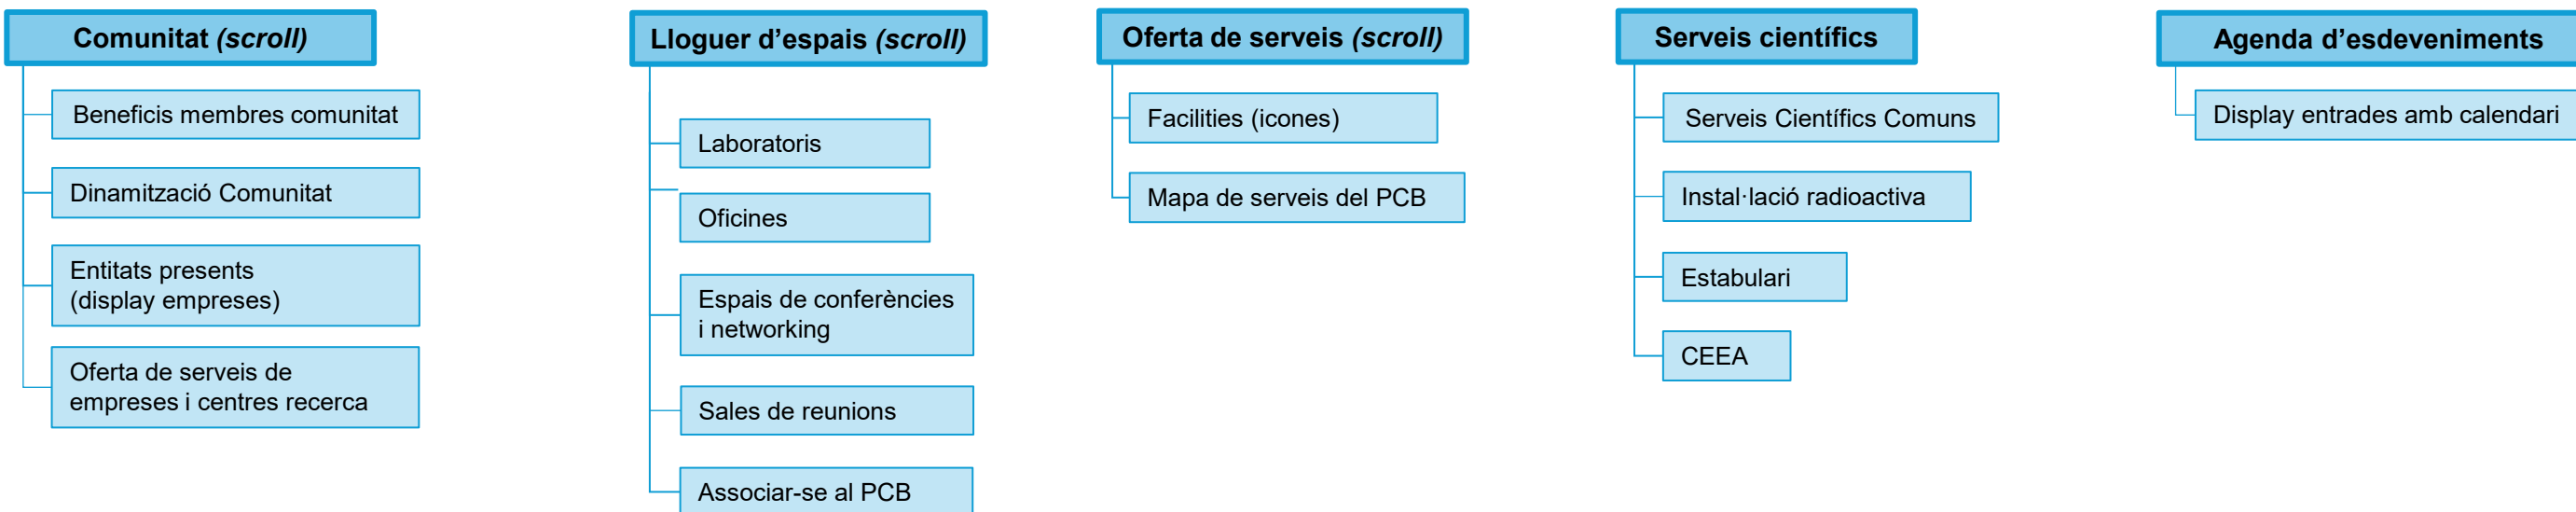 Comunitat (scroll)
Beneficis membres comunitat
Dinamització Comunitat
Entitats presents
(display empreses)
Oferta de serveis de
empreses i centres recerca
Lloguer d’espais (scroll)
Laboratoris
Oficines
Espais de conferències
i networking
Sales de reunions
Associar-se al PCB
Oferta de serveis (scroll)
Facilities (icones)
Mapa de serveis del PCB
Serveis científics
Serveis Científics Comuns
Instal·lació radioactiva
Estabulari
CEEA
Agenda d’esdeveniments
Display entrades amb calendari